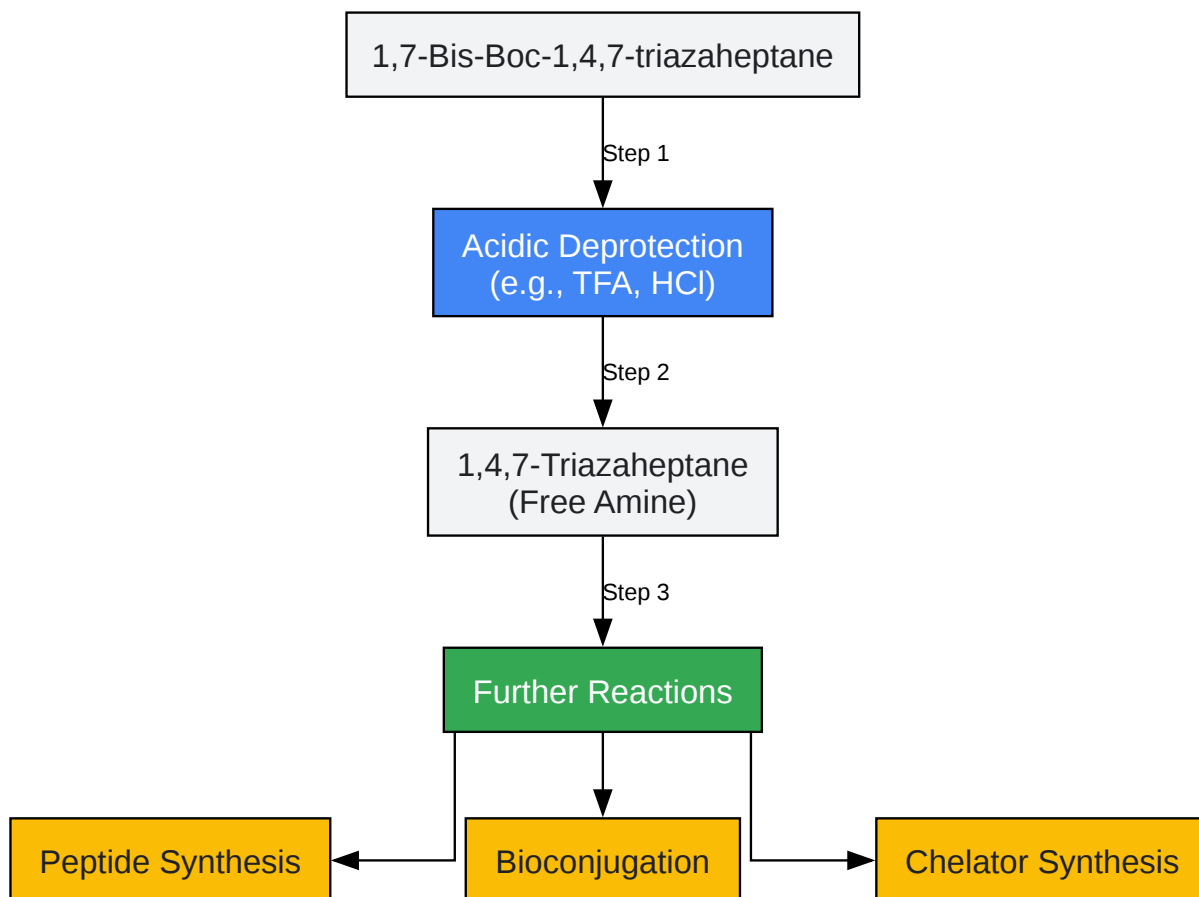 1,7-Bis-Boc-1,4,7-triazaheptane
Step 1
Acidic Deprotection
(e.g., TFA, HCl)
Step 2
1,4,7-Triazaheptane
(Free Amine)
Step 3
Further Reactions
Peptide Synthesis
Bioconjugation
Chelator Synthesis